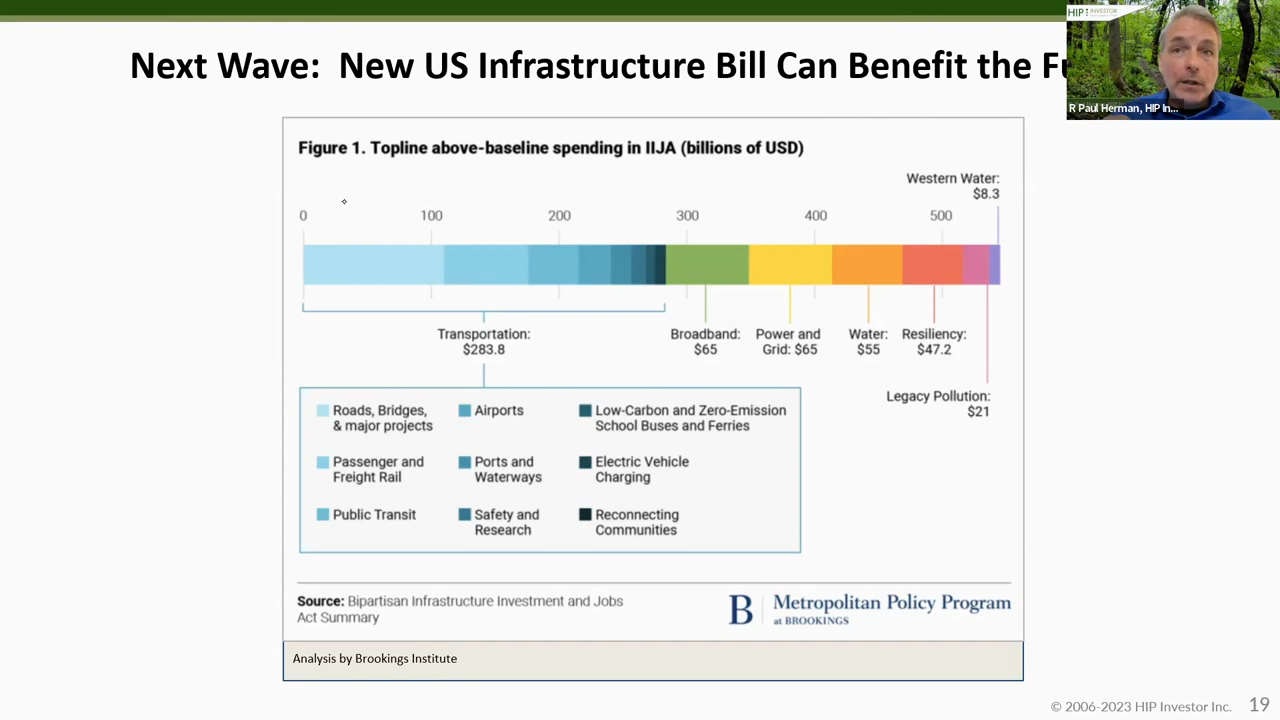 HIP INVESTOR
R Paul Herman, HIP In...
Next Wave:  New US Infrastructure Bill Can Benefit the
Figure 1. Topline above-baseline spending in IIJA (billions of USD)
Western Water:
$8.3
0 100 200 300 400 500
Transportation:
$283.8
Broadband:
$65
Power and
Grid: $65
Water:
$55
Resiliency:
$47.2
Legacy Pollution:
$21
Roads, Bridges,
& major projects
Passenger and
Freight Rail
Public Transit
Airports
Ports and
Waterways
Safety and
Research
Low-Carbon and Zero-Emission
School Buses and Ferries
Electric Vehicle
Charging
Reconnecting
Communities
Source: Bipartisan Infrastructure Investment and Jobs
Act Summary
B Metropolitan Policy Program
at BROOKINGS
Analysis by Brookings Institute
© 2006-2023 HIP Investor Inc. 19